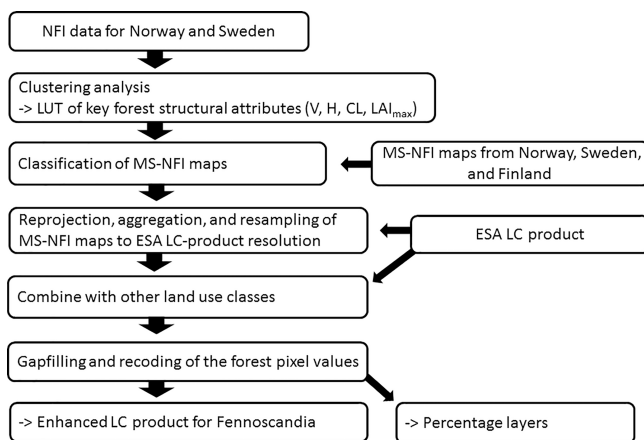 NFI data for Norway and Sweden
Clustering analysis
-> LUT of key forest structural attributes (V, H, CL, LAImax)
Classification of MS-NFI maps
MS-NFI maps from Norway, Sweden,
and Finland
Reprojection, aggregation, and resampling of
MS-NFI maps to ESA LC-product resolution
ESA LC product
Combine with other land use classes
Gapfilling and recoding of the forest pixel values
-> Enhanced LC product for Fennoscandia
-> Percentage layers